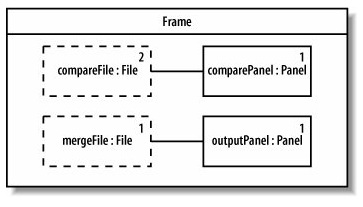 Frame
2
compareFile : File
1
comparePanel : Panel
1
mergeFile : File
1
outputPanel : Panel